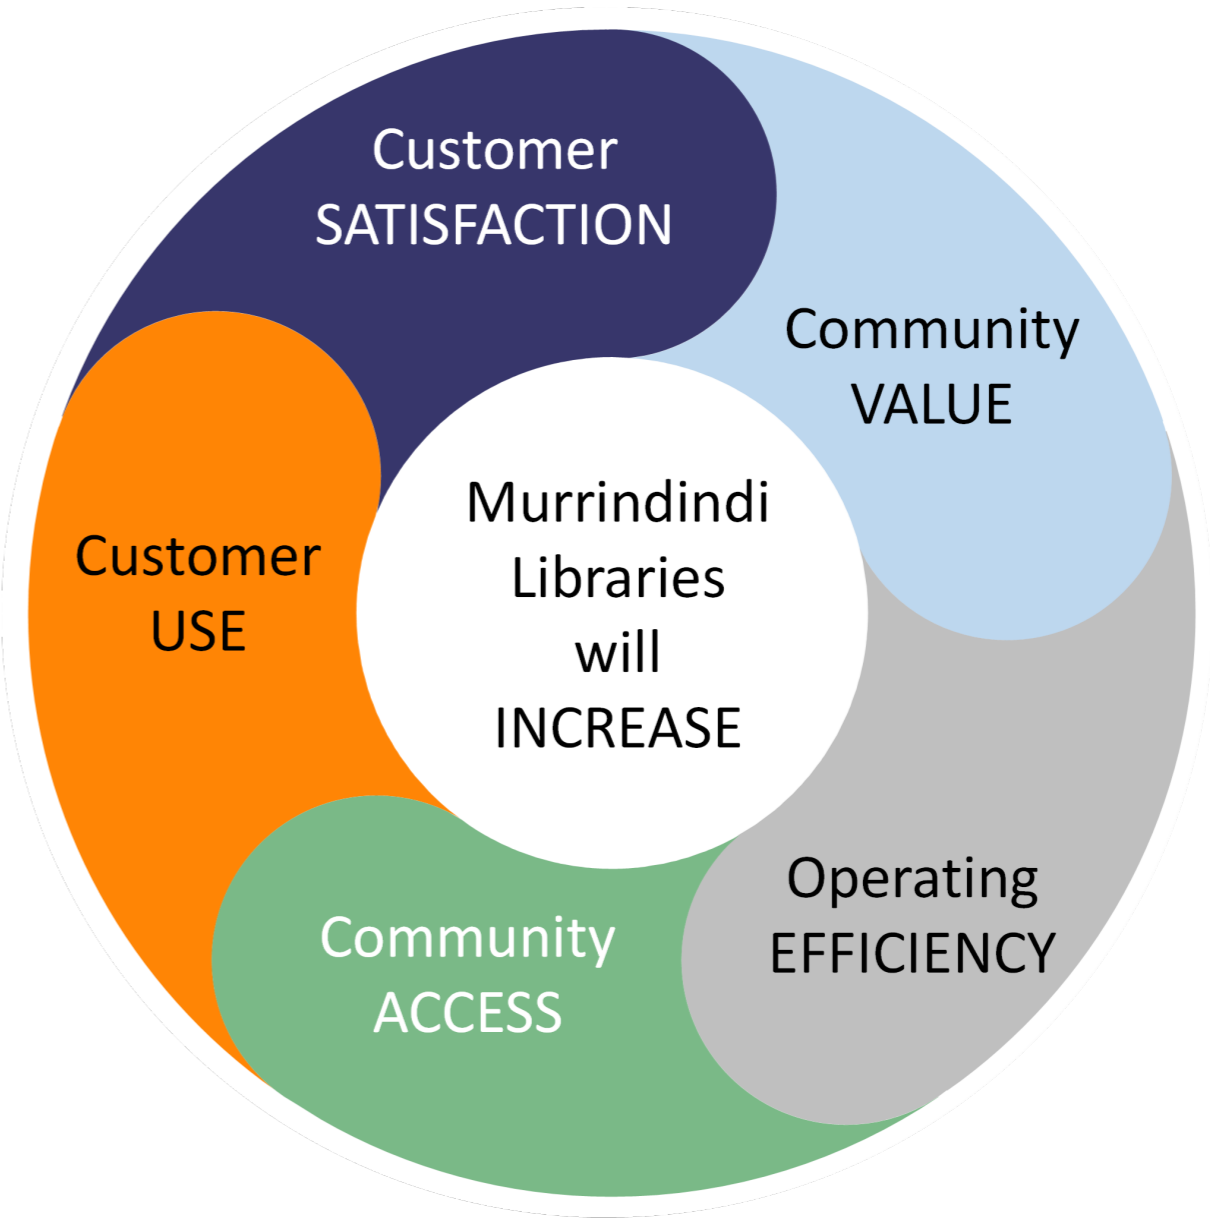 Customer
SATISFACTION
Community
VALUE
Murrindindi
Libraries
will
INCREASE
Customer
USE
Operating
EFFICIENCY
Community
ACCESS